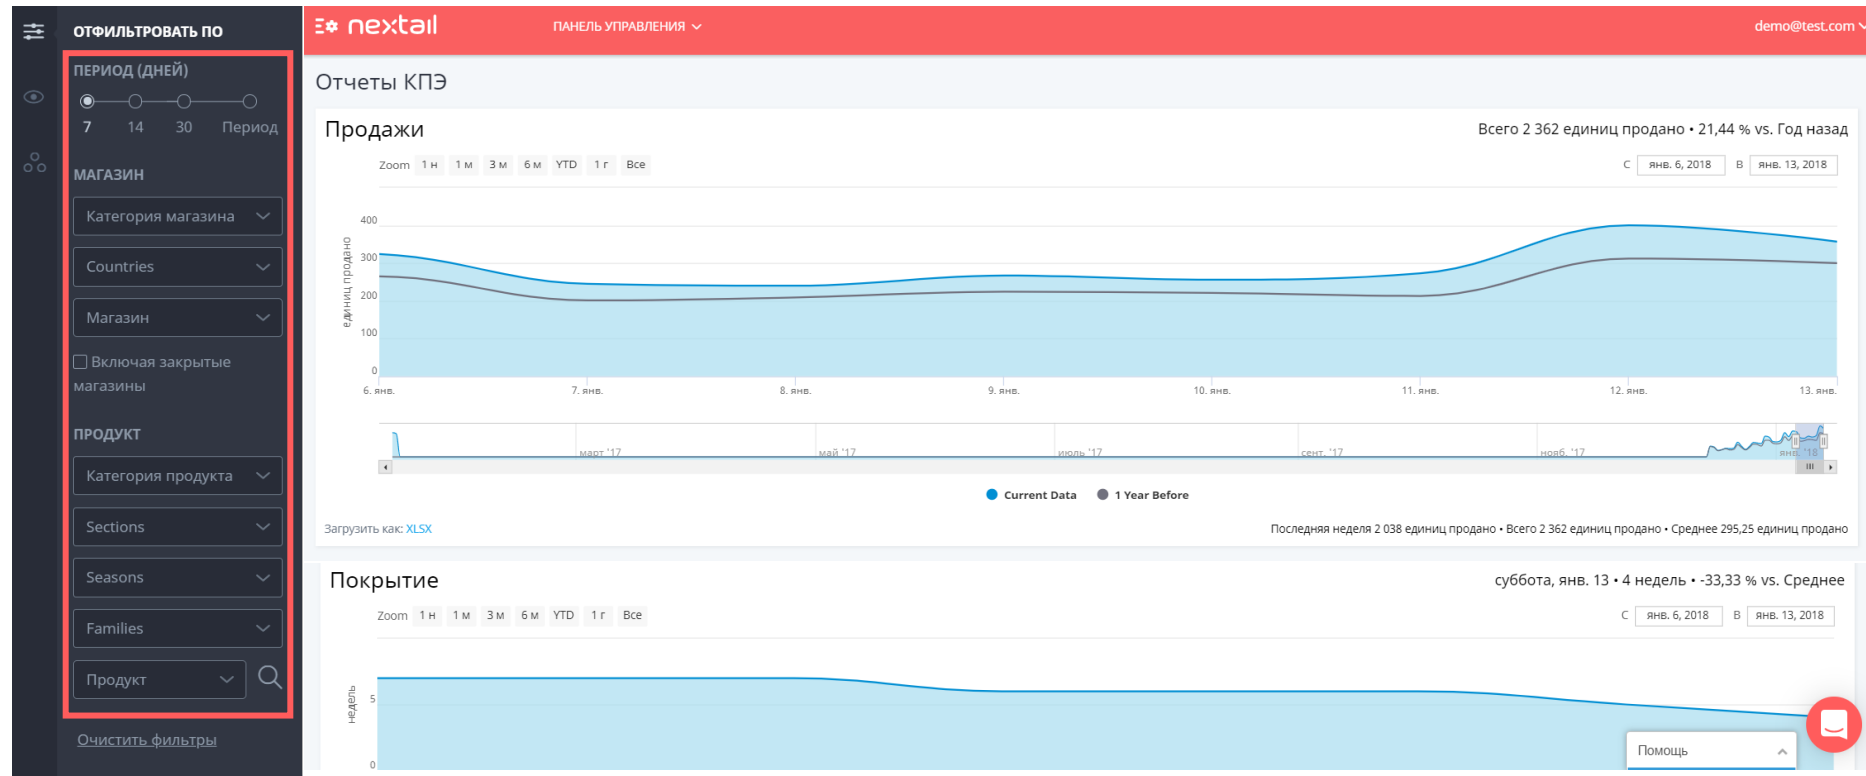 ОТФИЛЬТРОВАТЬ ПО
ПЕРИОД (ДНЕЙ)
7 14 30 Период
МАГАЗИН
Категория магазина
Countries
Магазин
Включая закрытые
магазины
ПРОДУКТ
Категория продукта
Sections
Seasons
Families
Продукт
Очистить фильтры
nextail
ПАНЕЛЬ УПРАВЛЕНИЯ
demo@test.com
Отчеты КПЭ
Продажи
Всего 2 362 единиц продано • 21,44 % vs. Год назад
Zoom 1 н 1 м 3 м 6 м YTD 1 г Все
С янв. 6, 2018 В янв. 13, 2018
единиц продано
400
300
200
100
0
6. янв. 7. янв. 8. янв. 9. янв. 10. янв. 11. янв. 12. янв. 13. янв.
март '17 май '17 июль '17 сент. '17 нояб. '17 янв. '18
Current Data 1 Year Before
Загрузить как: XLSX
Последняя неделя 2 038 единиц продано • Всего 2 362 единиц продано • Среднее 295,25 единиц продано
Покрытие
суббота, янв. 13 • 4 недель • -33,33 % vs. Среднее
Zoom 1 н 1 м 3 м 6 м YTD 1 г Все
С янв. 6, 2018 В янв. 13, 2018
недель
5
0
Помощь